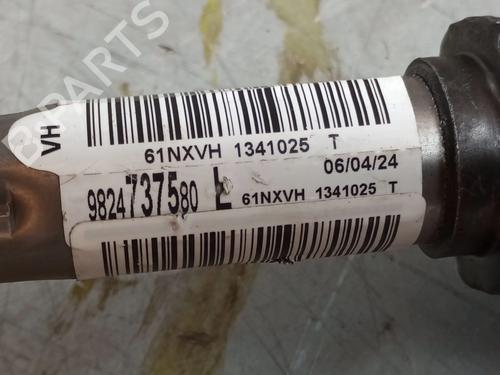 B PARTS
VH
61NXVH 1341025 T
06/04/24
9824737580 L
61NXVH 1341025 T